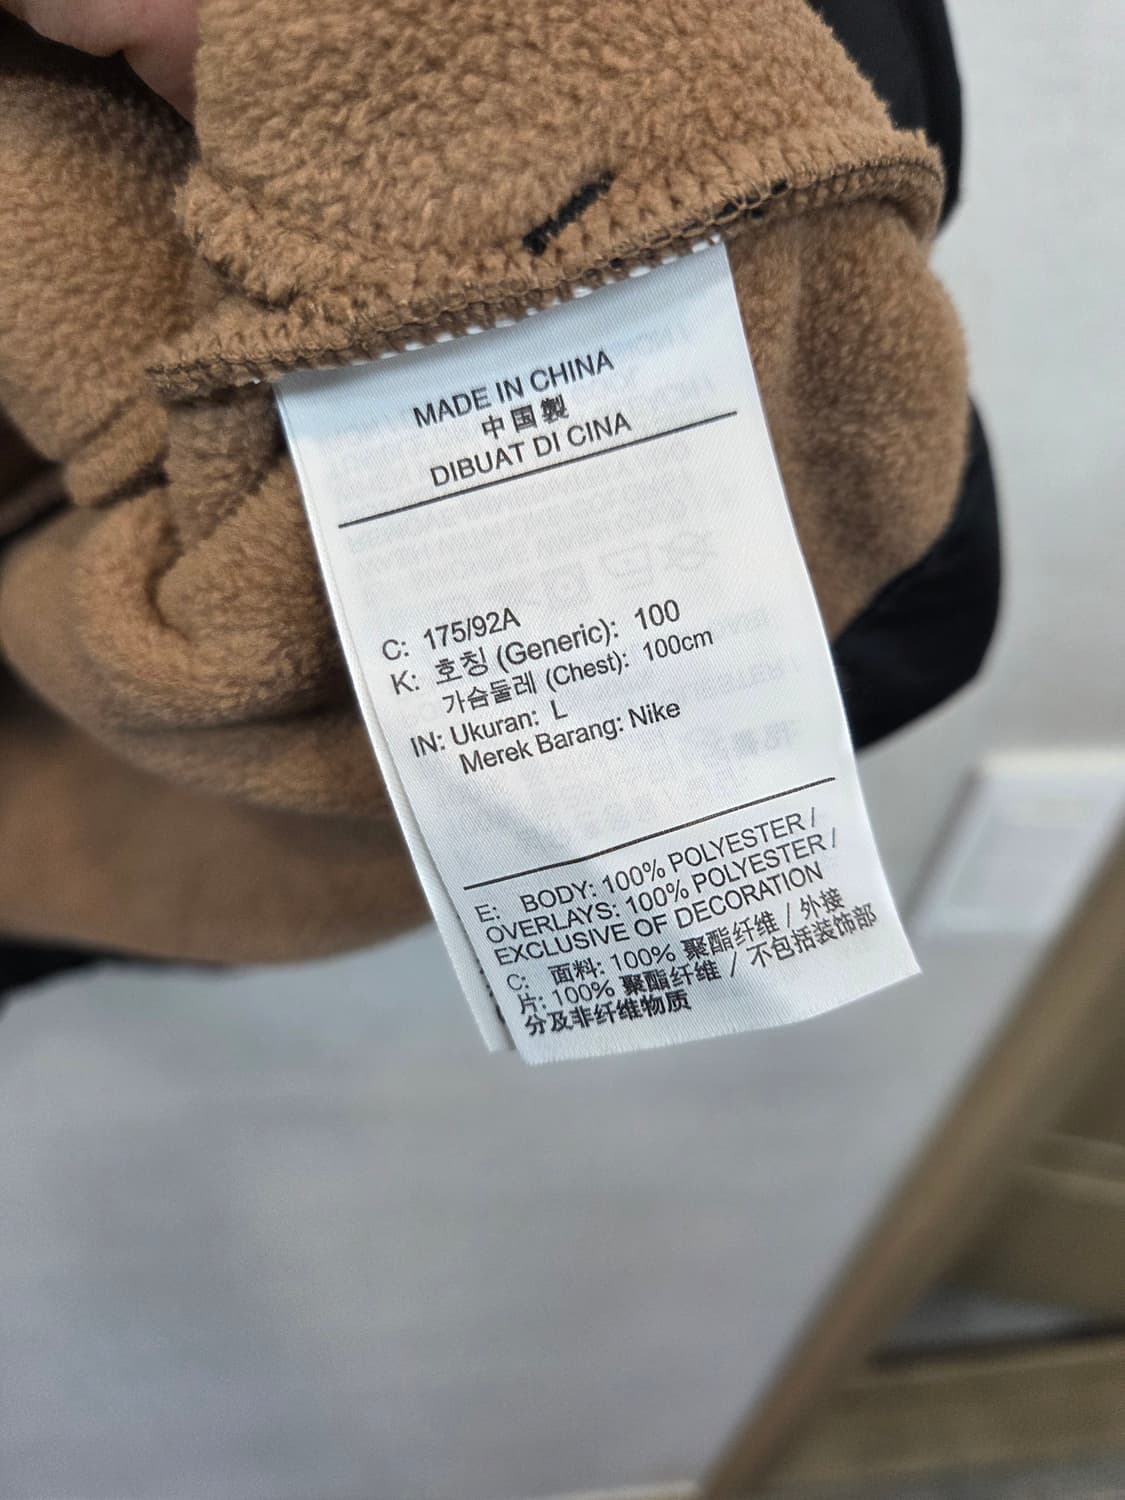 MADE IN CHINA
中国製
DIBUAT DI CINA
C: 175/92A
K: 호칭 (Generic): 100
가슴둘레 (Chest): 100cm
IN: Ukuran: L
Merek Barang: Nike
E: BODY: 100% POLYESTER /
OVERLAYS: 100% POLYESTER /
EXCLUSIVE OF DECORATION
C: 面料: 100% 聚酯纤维 / 外接
片: 100% 聚酯纤维 / 不包括装饰部
分及非纤维物质